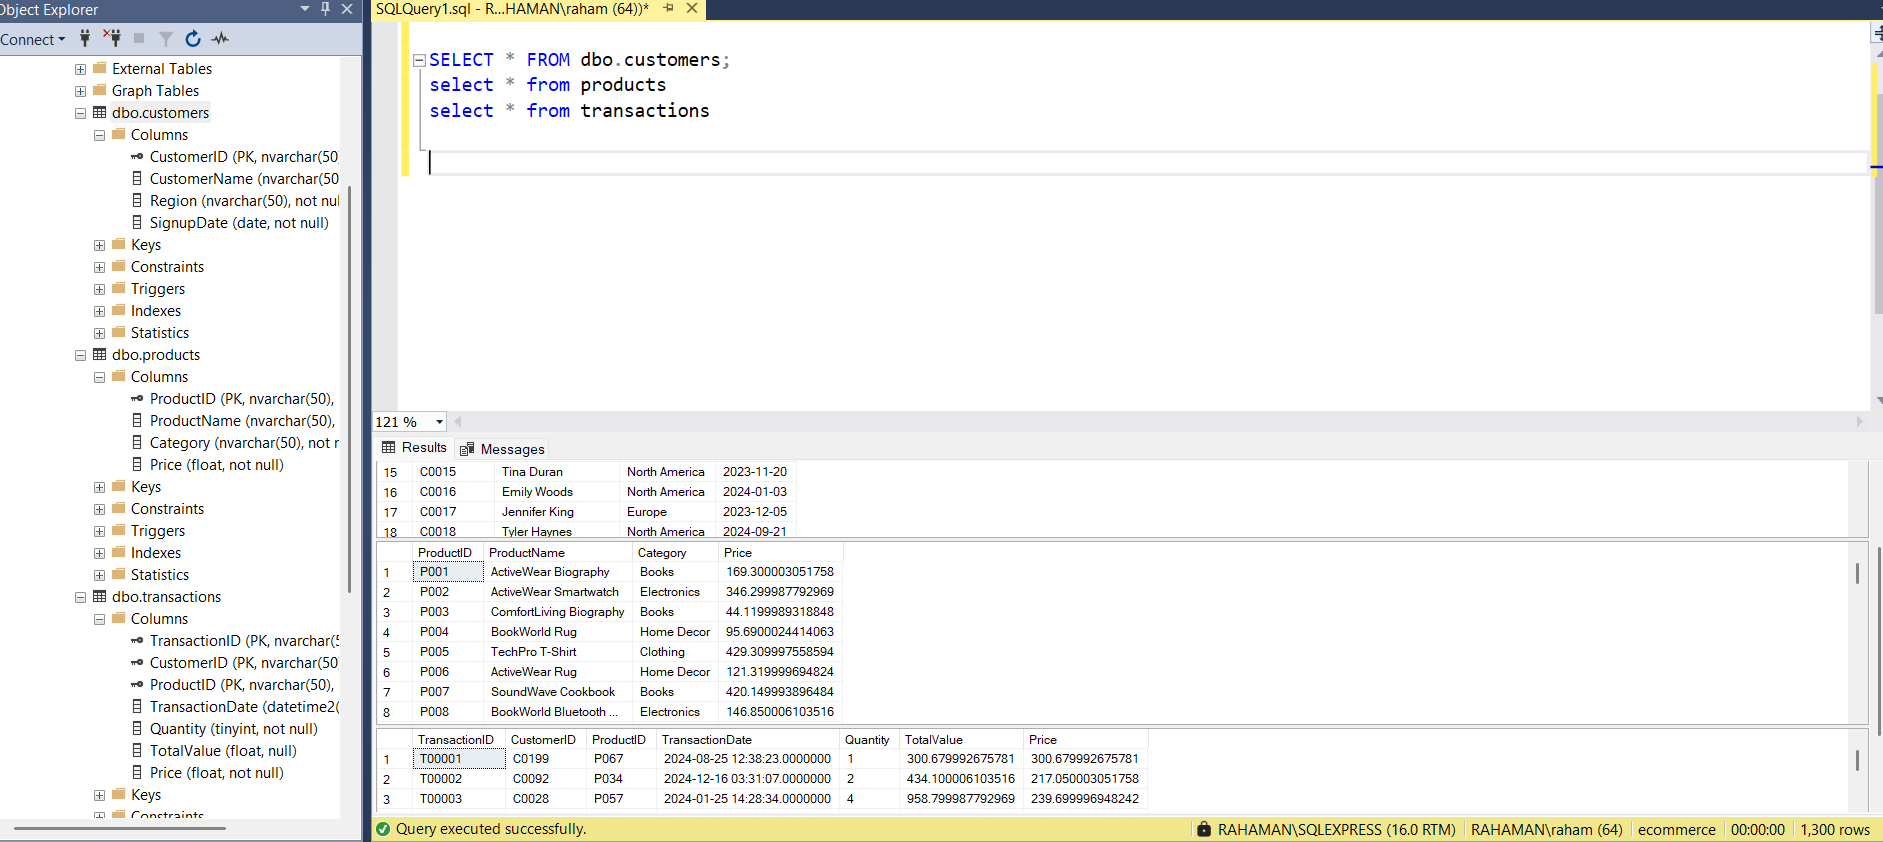 Object Explorer
Connect
External Tables
Graph Tables
dbo.customers
Columns
CustomerID (PK, nvarchar(50)
CustomerName (nvarchar(50
Region (nvarchar(50), not nul
SignupDate (date, not null)
Keys
Constraints
Triggers
Indexes
Statistics
dbo.products
Columns
ProductID (PK, nvarchar(50),
ProductName (nvarchar(50),
Category (nvarchar(50), not r
Price (float, not null)
Keys
Constraints
Triggers
Indexes
Statistics
dbo.transactions
Columns
TransactionID (PK, nvarchar(5
CustomerID (PK, nvarchar(50
ProductID (PK, nvarchar(50),
TransactionDate (datetime2(
Quantity (tinyint, not null)
TotalValue (float, null)
Price (float, not null)
Keys
Constraints
SQLQuery1.sql - R...HAMAN\raham (64))*
SELECT * FROM dbo.customers;
select * from products
select * from transactions
121 %
Results Messages
15 C0015 Tina Duran North America 2023-11-20
16 C0016 Emily Woods North America 2024-01-03
17 C0017 Jennifer King Europe 2023-12-05
18 C0018 Tyler Haynes North America 2024-09-21
ProductID ProductName Category Price
1 P001 ActiveWear Biography Books 169.300003051758
2 P002 ActiveWear Smartwatch Electronics 346.299987792969
3 P003 ComfortLiving Biography Books 44.1199989318848
4 P004 BookWorld Rug Home Decor 95.6900024414063
5 P005 TechPro T-Shirt Clothing 429.309997558594
6 P006 ActiveWear Rug Home Decor 121.319999694824
7 P007 SoundWave Cookbook Books 420.149993896484
8 P008 BookWorld Bluetooth ... Electronics 146.850006103516
TransactionID CustomerID ProductID TransactionDate Quantity TotalValue Price
1 T00001 C0199 P067 2024-08-25 12:38:23.0000000 1 300.679992675781 300.679992675781
2 T00002 C0092 P034 2024-12-16 03:31:07.0000000 2 434.100006103516 217.050003051758
3 T00003 C0028 P057 2024-01-25 14:28:34.0000000 4 958.799987792969 239.699996948242
Query executed successfully. RAHAMAN\SQLEXPRESS (16.0 RTM) RAHAMAN\raham (64) ecommerce 00:00:00 1,300 rows